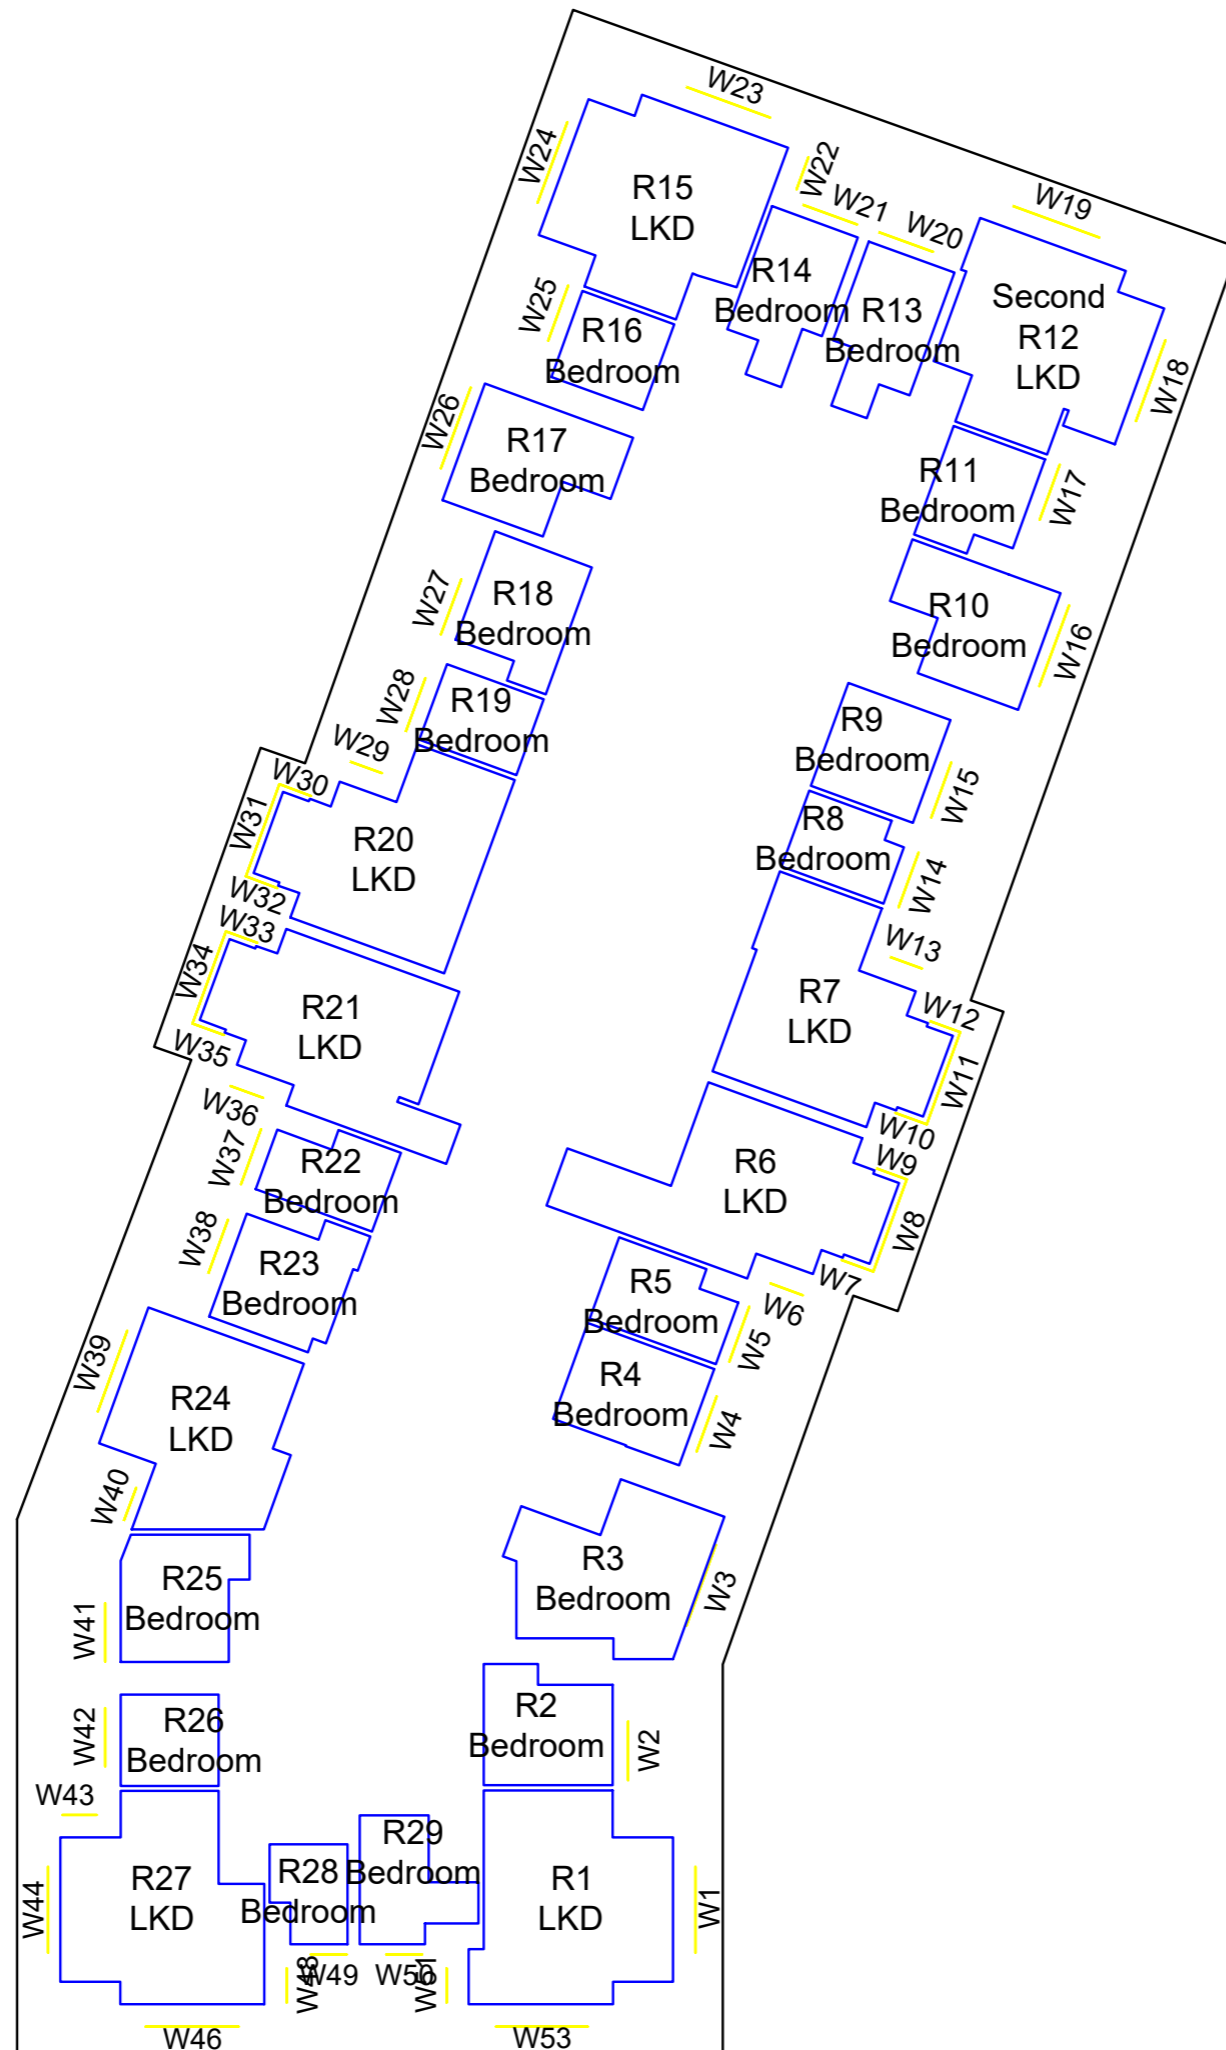 W23
W22
W24
R15
LKD
W21
W19
W20
R14
Bedroom
Second
R12
LKD
R13
Bedroom
W25
R16
Bedroom
W18
W26
R17
Bedroom
R11
Bedroom
W17
W27
R18
Bedroom
R10
Bedroom
W16
W28
R19
Bedroom
R9
Bedroom
W29
W30
W15
W31
R20
LKD
R8
Bedroom
W14
W32
W33
W13
W34
R21
LKD
R7
LKD
W12
W35
W11
W36
W10
W37
R22
Bedroom
R6
LKD
W9
W38
W8
R23
Bedroom
W7
R5
Bedroom
W6
W5
W39
R24
LKD
R4
Bedroom
W4
W40
R25
Bedroom
R3
Bedroom
W3
W41
R26
Bedroom
W42
R2
Bedroom
W2
W43
R29
Bedroom
R27
LKD
R28
Bedroom
R1
LKD
W44
W1
W48
W49
W50
W51
W46
W53